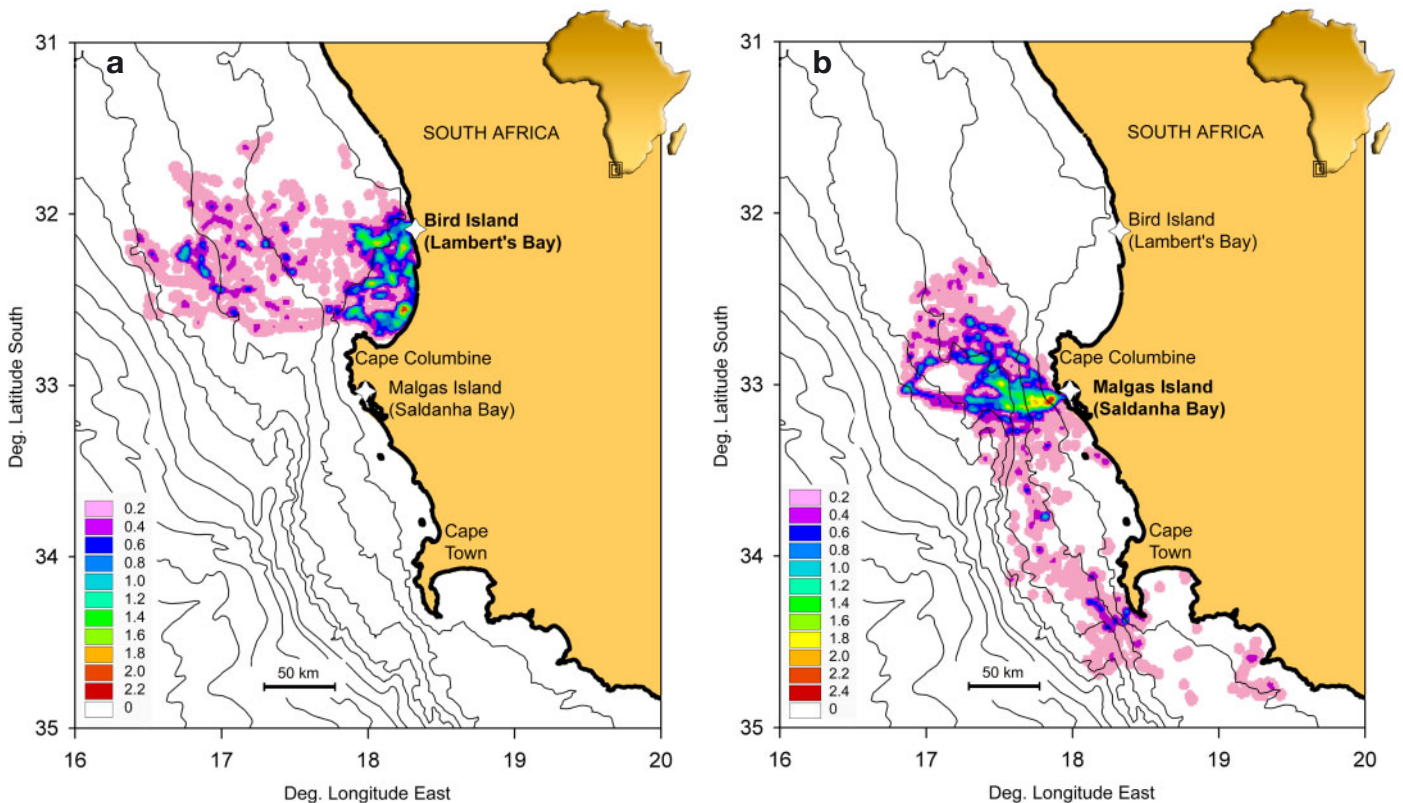 a
31
32
33
34
35
16
17
18
19
20
Deg. Latitude South
Deg. Longitude East
SOUTH AFRICA
Bird Island
(Lambert's Bay)
Cape Columbine
Malgas Island
(Saldanha Bay)
Cape
Town
50 km
0.2
0.4
0.6
0.8
1.0
1.2
1.4
1.6
1.8
2.0
2.2
0
b
31
32
33
34
35
16
17
18
19
20
Deg. Latitude South
Deg. Longitude East
SOUTH AFRICA
Bird Island
(Lambert's Bay)
Cape Columbine
Malgas Island
(Saldanha Bay)
Cape
Town
50 km
0.2
0.4
0.6
0.8
1.0
1.2
1.4
1.6
1.8
2.0
2.2
2.4
0